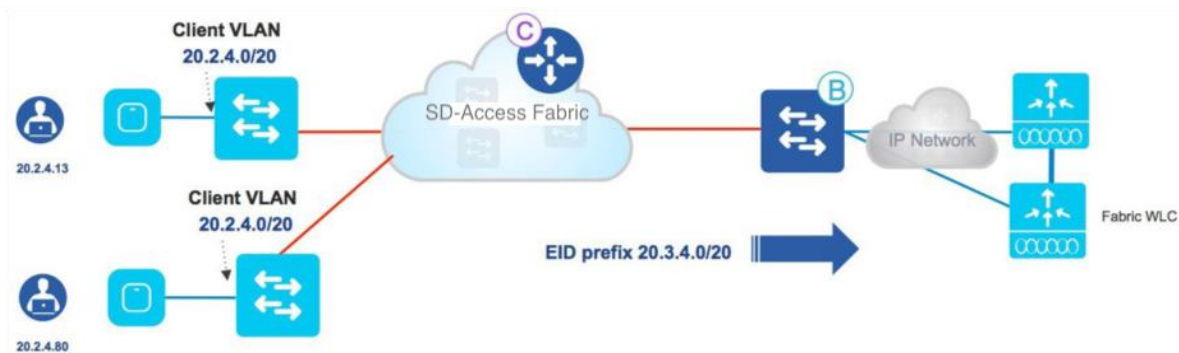 Client VLAN
20.2.4.0/20
C
SD-Access Fabric
B
IP Network
20.2.4.13
Client VLAN
20.2.4.0/20
Fabric WLC
EID prefix 20.3.4.0/20
20.2.4.80